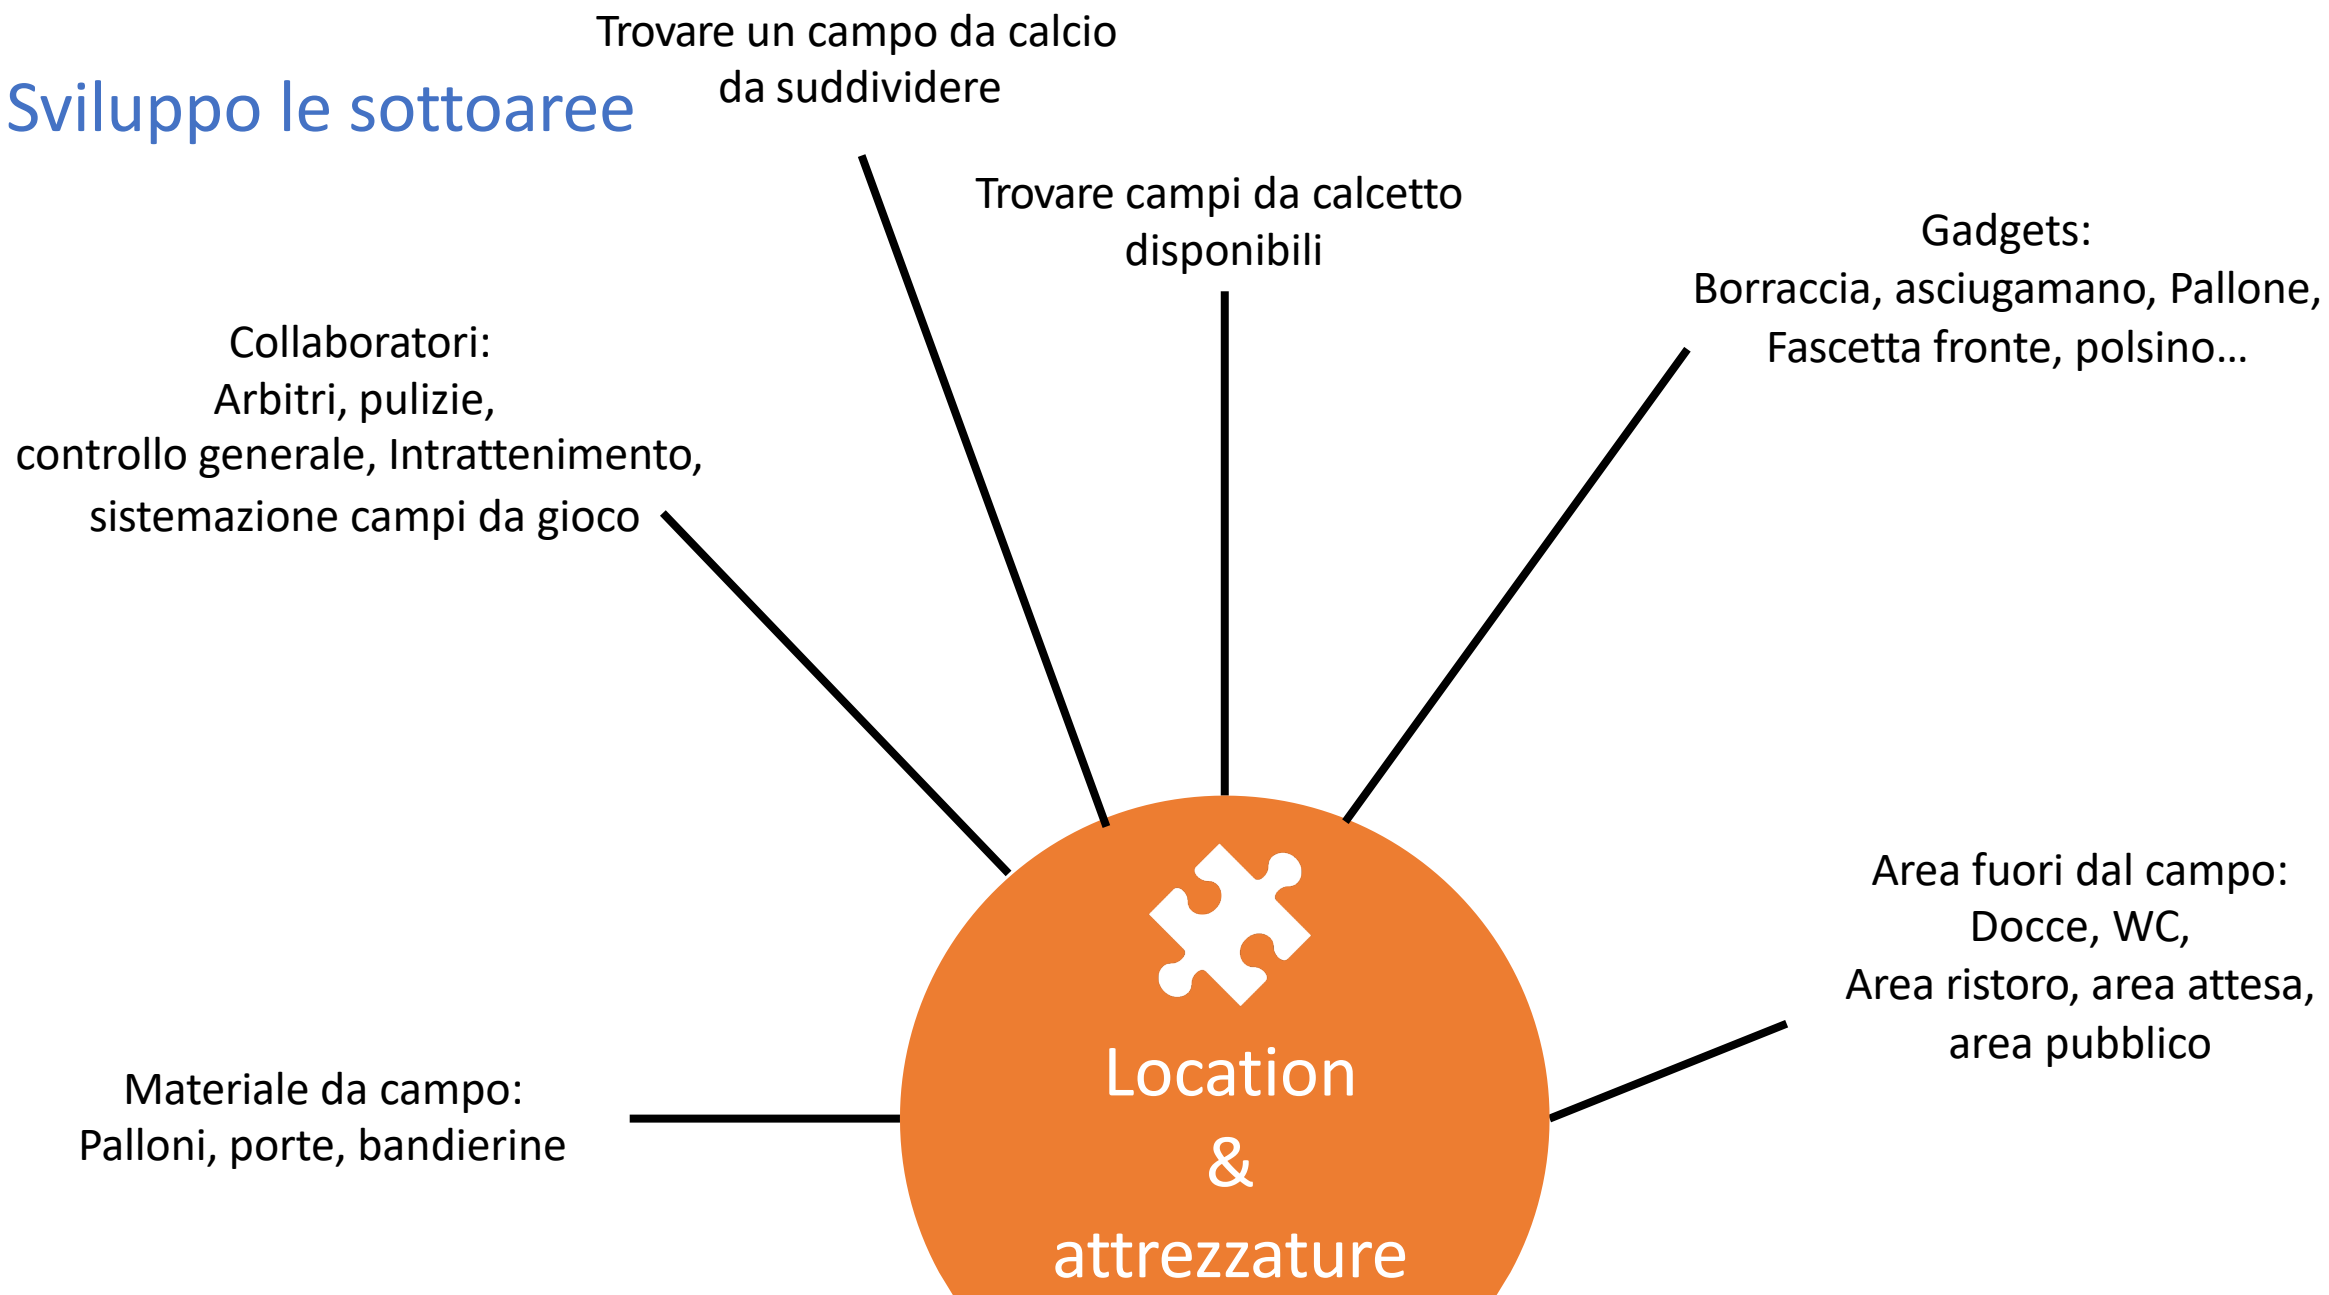 Sviluppo le sottoaree
Trovare un campo da calcio
da suddividere
Trovare campi da calcetto
disponibili
Gadgets:
Borraccia, asciugamano, Pallone,
Fascetta fronte, polsino…
Collaboratori:
Arbitri, pulizie,
controllo generale, Intrattenimento,
sistemazione campi da gioco
Area fuori dal campo:
Docce, WC,
Area ristoro, area attesa,
area pubblico
Materiale da campo:
Palloni, porte, bandierine
Location
&
attrezzature